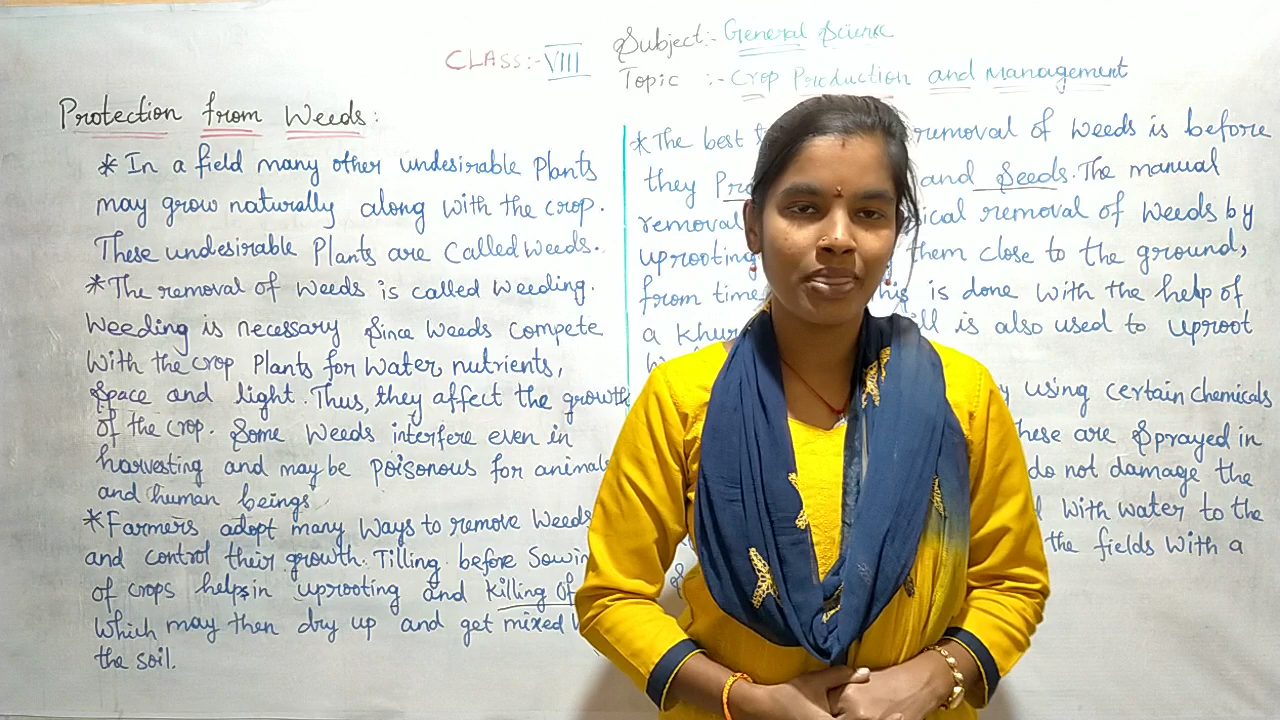 CLASS:- VIII
Subject:- General Science
Topic :- Crop Production and Management
Protection from Weeds:
* In a field many other undesirable plants
may grow naturally along with the crop.
These undesirable Plants are called weeds.
* The removal of weeds is called weeding.
Weeding is necessary Since weeds compete
with the crop plants for water nutrients,
Space and light. Thus, they affect the growth
of the crop. Some weeds interfere even in
harvesting and may be poisonous for animals
and human beings
* Farmers adopt many ways to remove weeds
and control their growth. Tilling before
of crops helps in uprooting and killing of
which may then dry up and get mixed
the soil.
* The best removal of weeds is before
they and Seeds. The manual
removal removal of weeds by
uprooting them close to the ground,
from time is done with the help of
a is also used to uproot
using certain chemicals
are Sprayed in
do not damage the
with water to the
the fields with a